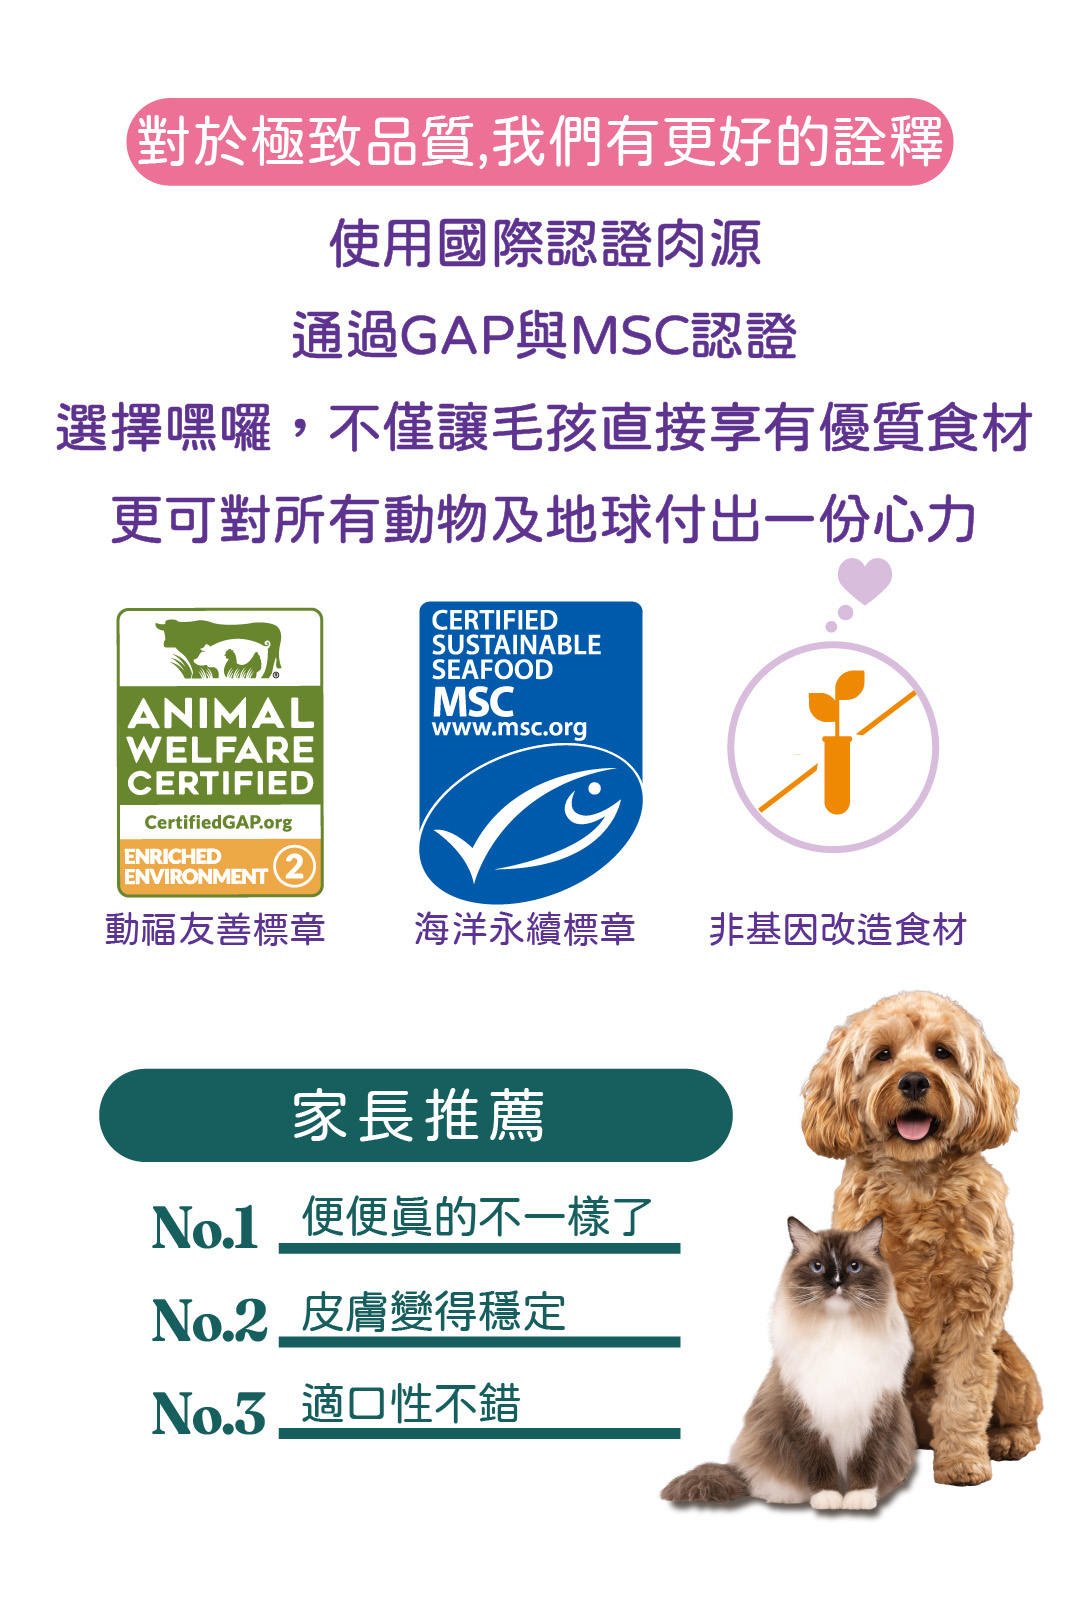 對於極致品質,我們有更好的詮釋
使用國際認證肉源
通過GAP與MSC認證
選擇嘿囉，不僅讓毛孩直接享有優質食材
更可對所有動物及地球付出一份心力
ANIMAL
WELFARE
CERTIFIED
CertifiedGAP.org
ENRICHED
ENVIRONMENT 2
動福友善標章
CERTIFIED
SUSTAINABLE
SEAFOOD
MSC
www.msc.org
海洋永續標章
非基因改造食材
家長推薦
No.1 便便真的不一樣了
No.2 皮膚變得穩定
No.3 適口性不錯